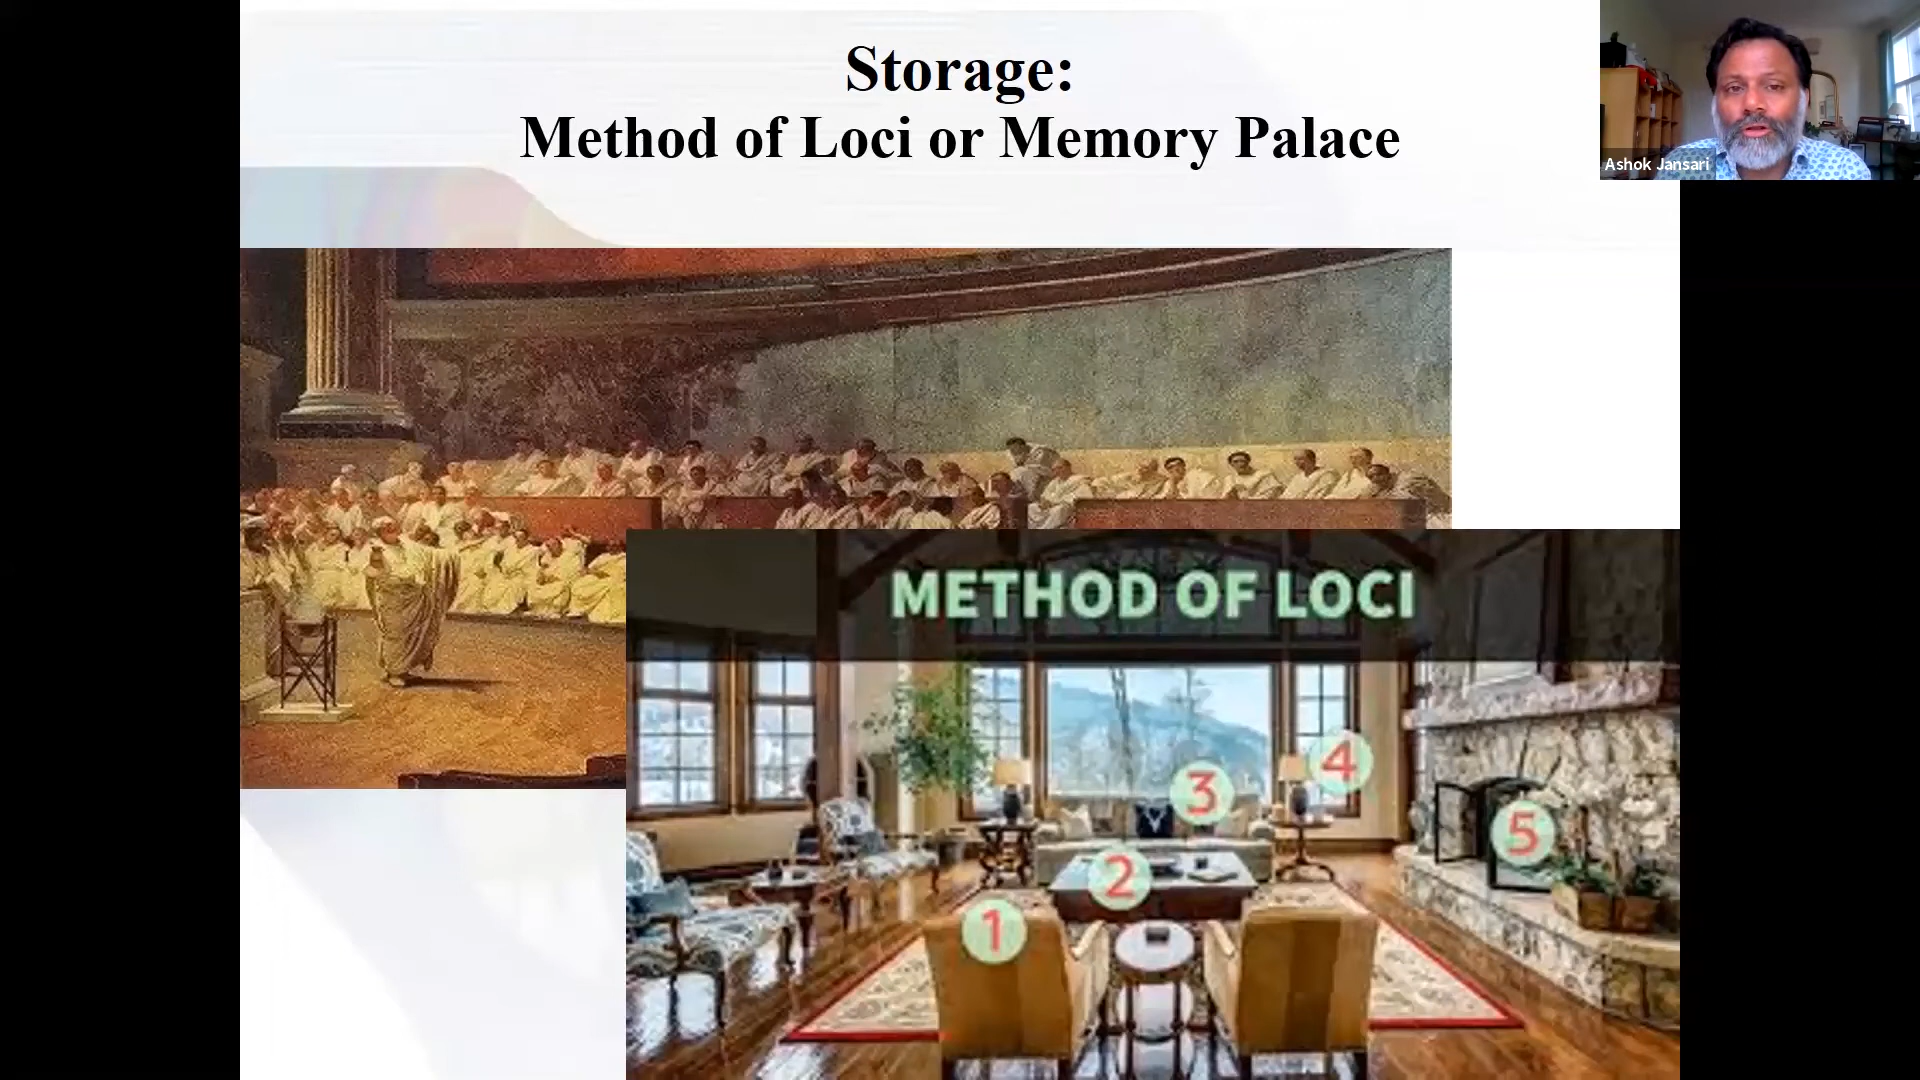 Storage:
Method of Loci or Memory Palace
Ashok Jansari
METHOD OF LOCI
1
2
3
4
5